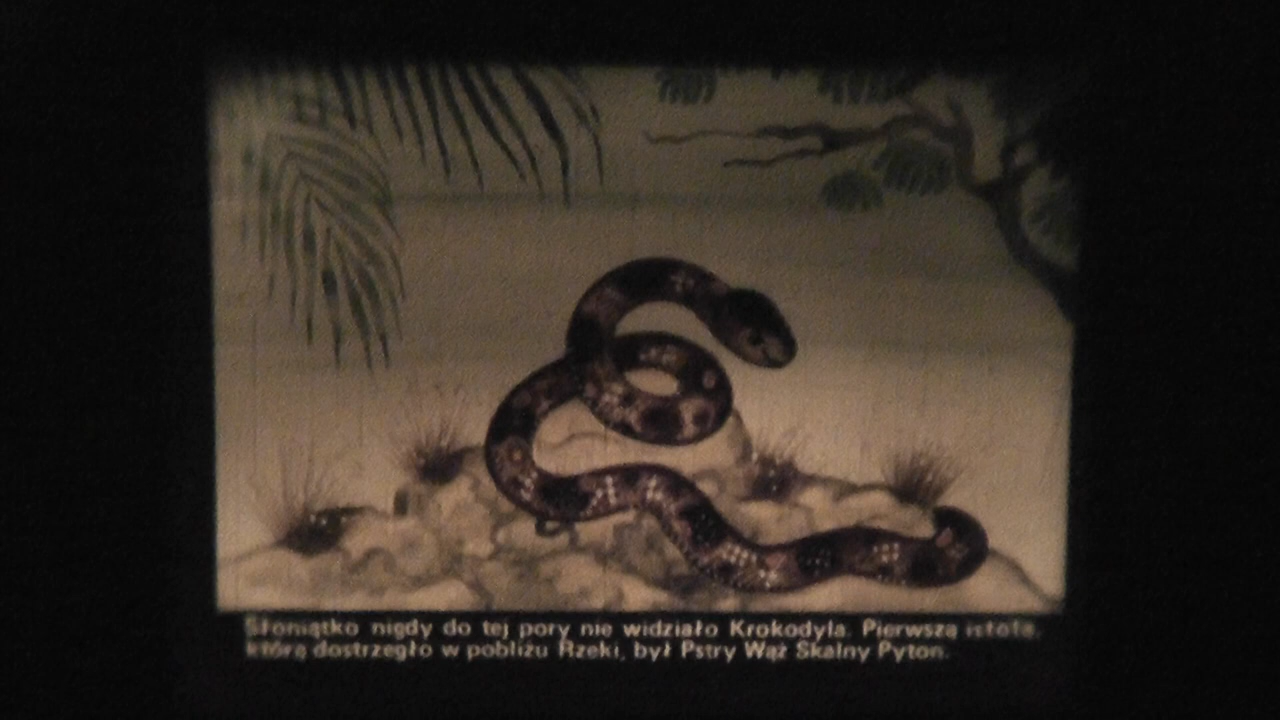 Słoniątko nigdy do tej pory nie widziało Krokodyla. Pierwszą istotą,
którą dostrzegło w pobliżu Rzeki, był Pstry Wąż Skalny Pyton.